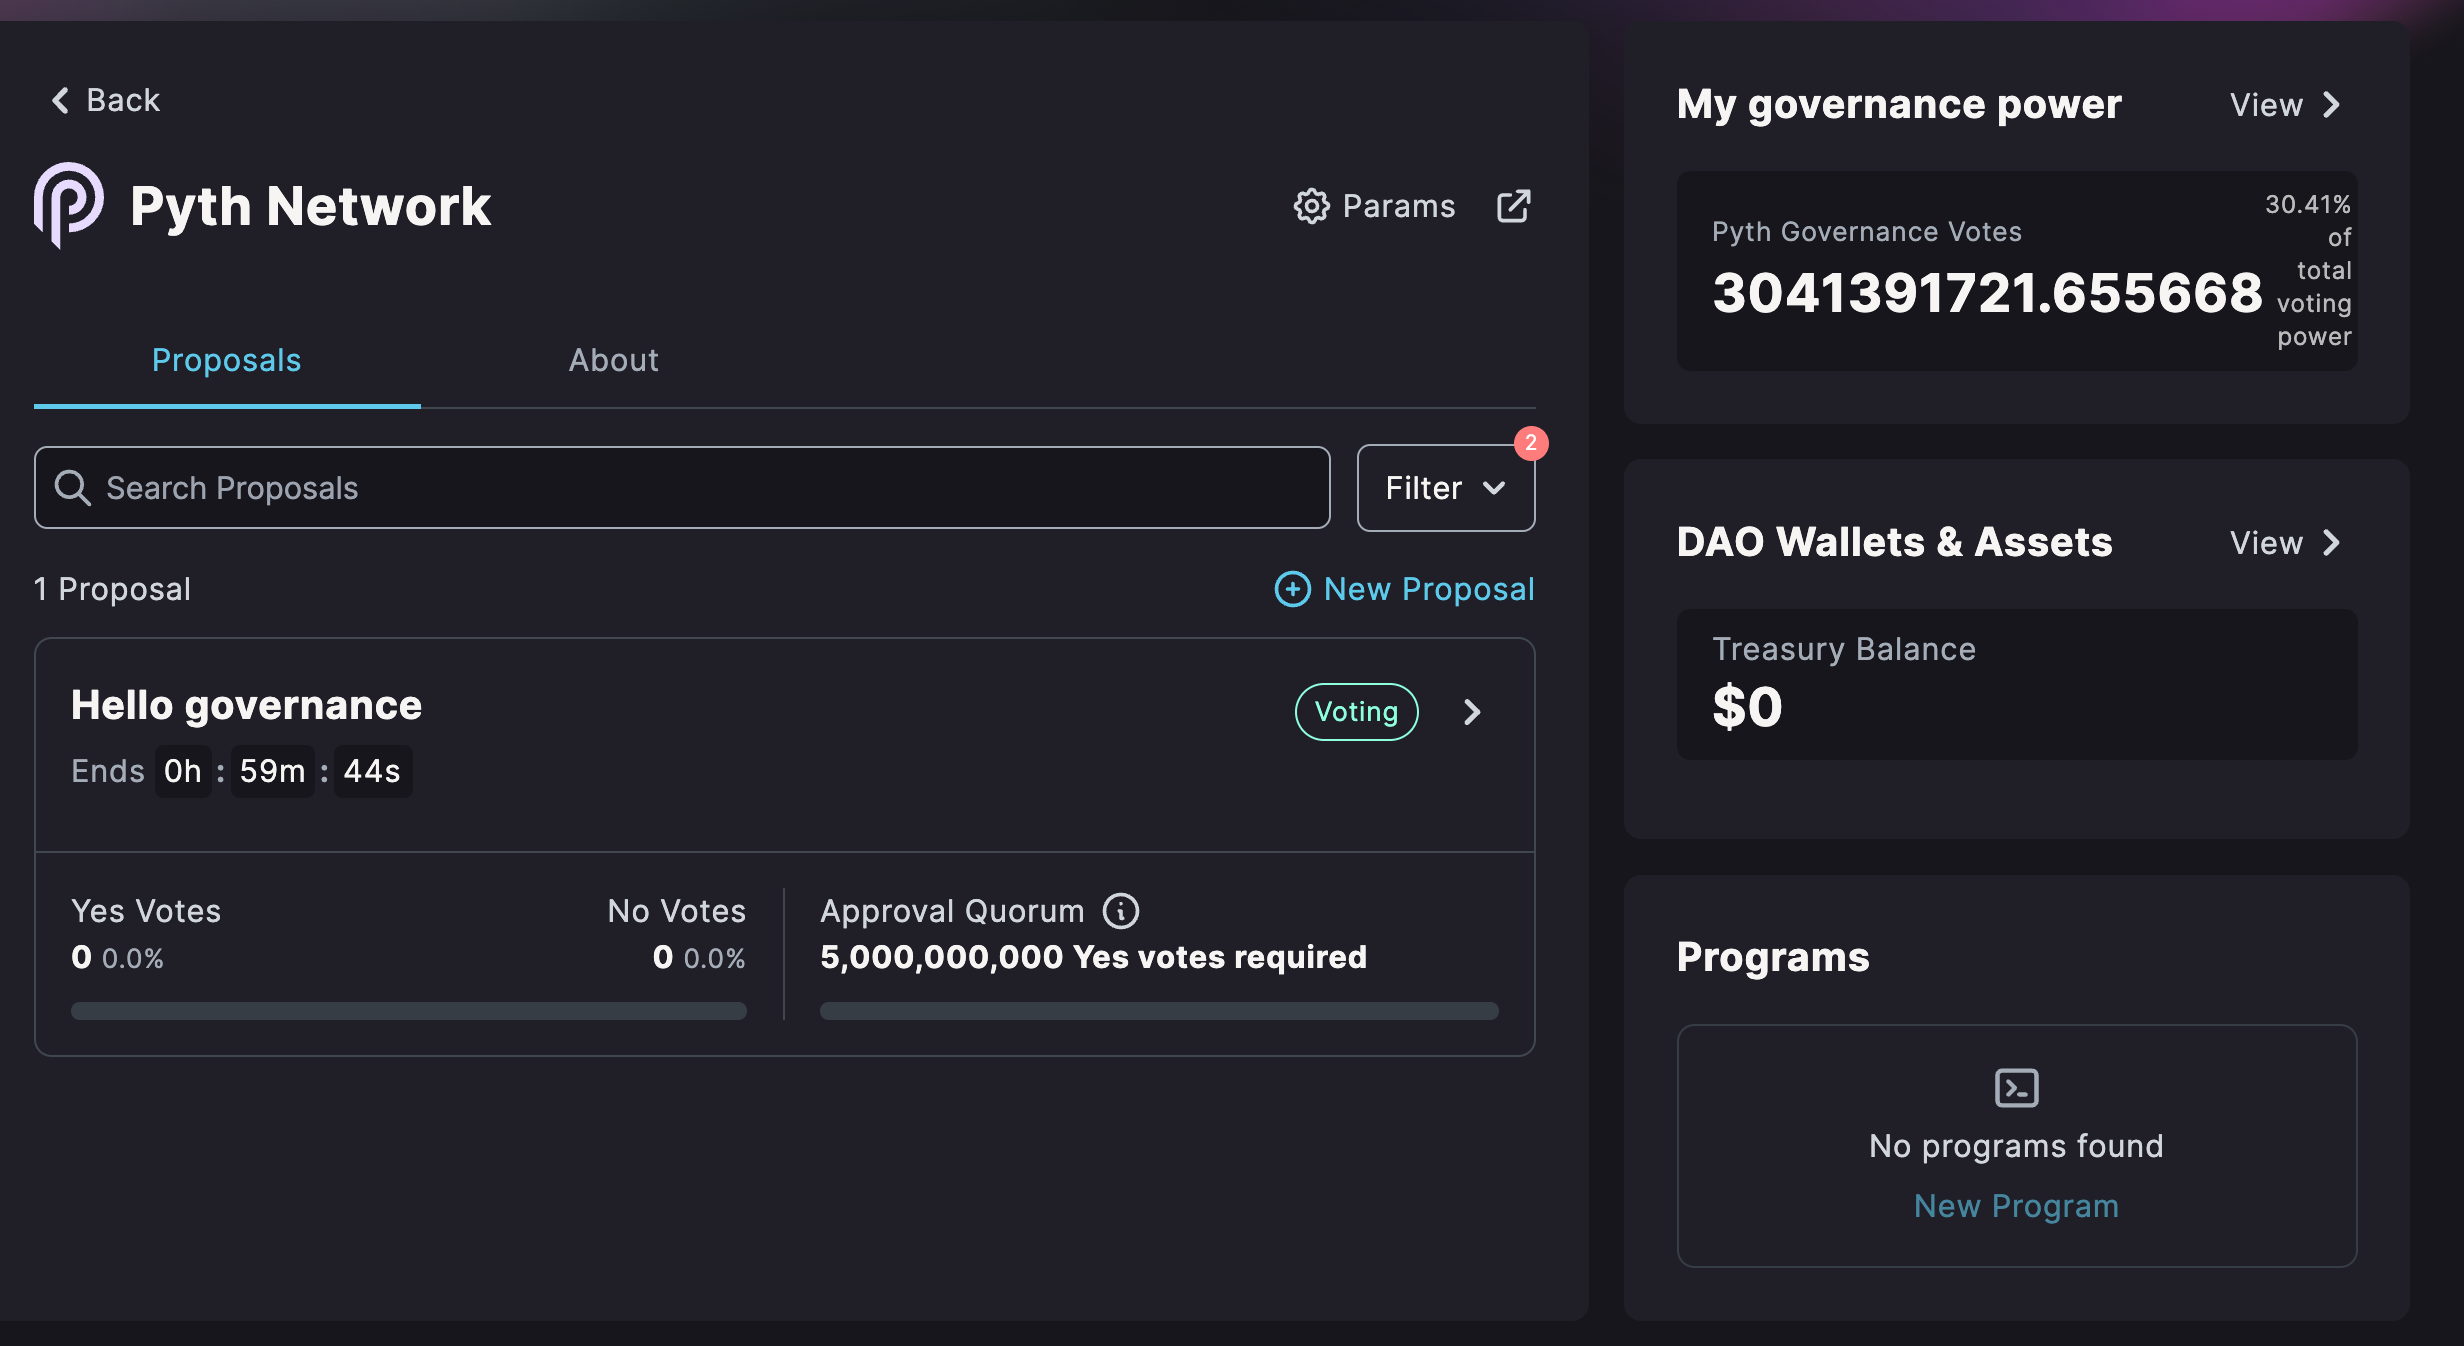 Back
Pyth Network
Params
Proposals
About
Search Proposals
Filter
2
1 Proposal
New Proposal
Hello governance
Voting
Ends 0h : 59m : 44s
Yes Votes
0 0.0%
No Votes
0 0.0%
Approval Quorum
5,000,000,000 Yes votes required
My governance power
View
Pyth Governance Votes
3041391721.655668
30.41%
of
total
voting
power
DAO Wallets & Assets
View
Treasury Balance
$0
Programs
No programs found
New Program